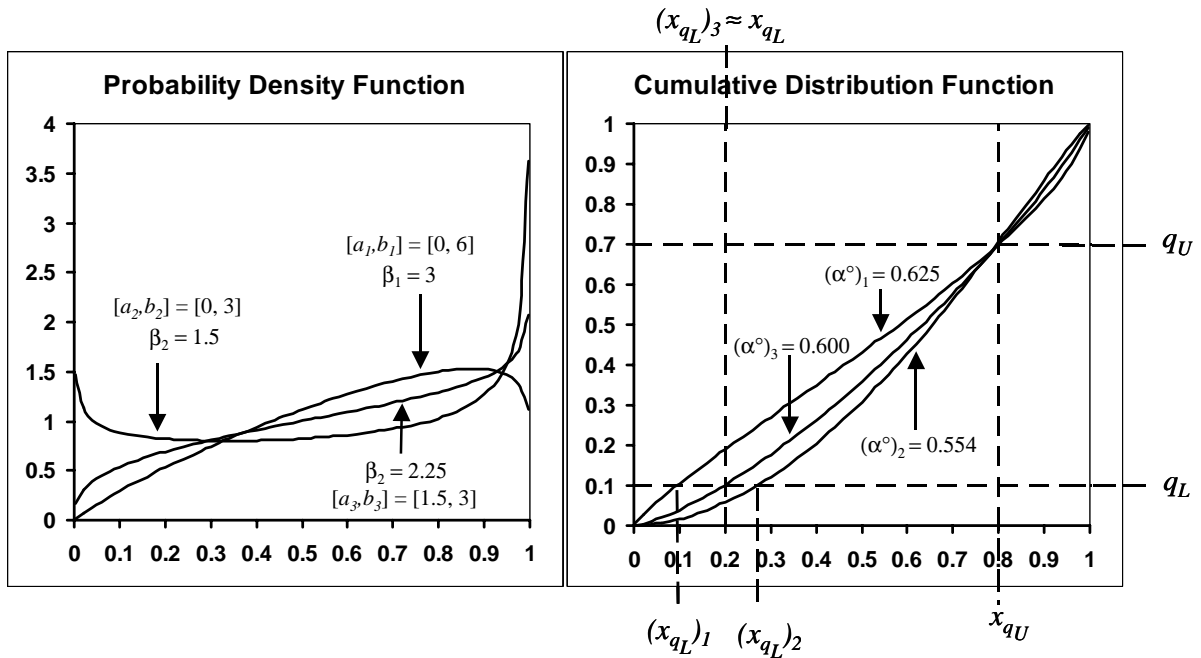 (x_{q_L})_3 ≈ x_{q_L}
Probability Density Function
4
3.5
3
2.5
2
1.5
1
0.5
0
[a_1,b_1] = [0, 6]
β_1 = 3
[a_2,b_2] = [0, 3]
β_2 = 1.5
β_2 = 2.25
[a_3,b_3] = [1.5, 3]
0 0.1 0.2 0.3 0.4 0.5 0.6 0.7 0.8 0.9 1
Cumulative Distribution Function
1
0.9
0.8
0.7
0.6
0.5
0.4
0.3
0.2
0.1
0
q_U
(α°)_1 = 0.625
(α°)_3 = 0.600
(α°)_2 = 0.554
q_L
0 0.1 0.2 0.3 0.4 0.5 0.6 0.7 0.8 0.9 1
(x_{q_L})_1 (x_{q_L})_2 x_{q_U}